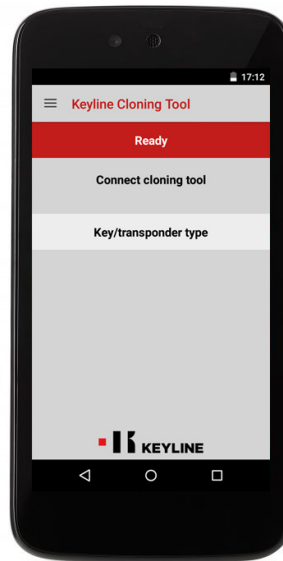 17:12
Keyline Cloning Tool
Ready
Connect cloning tool
Key/transponder type
KEYLINE